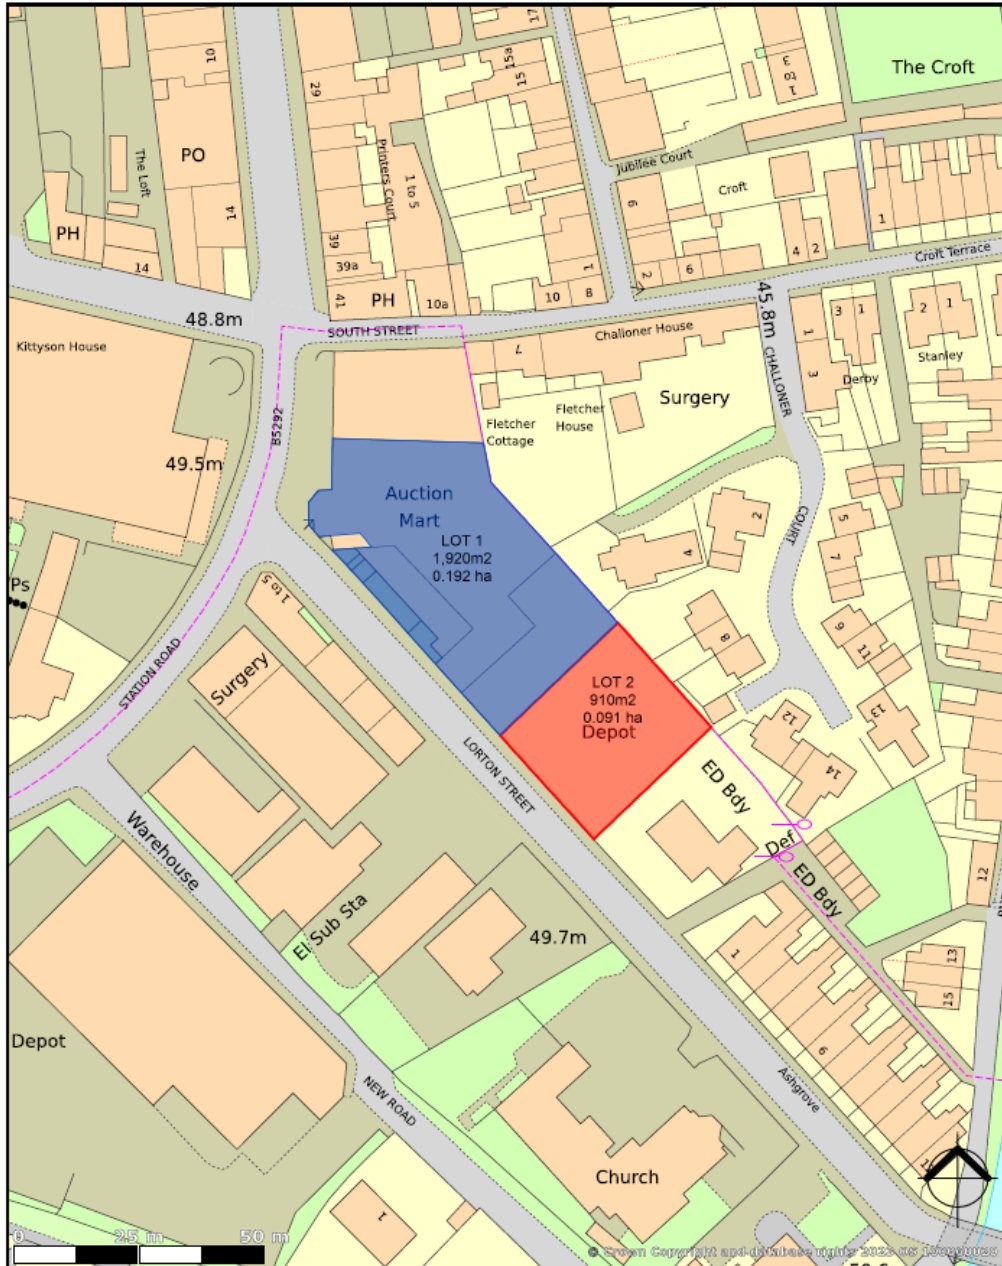 17
The Croft
10
29
15a
15
1 to 3
PO
The Loft
Printers Court
1 to 5
Jubilee Court
Croft
9
1
PH
14
14
39
39a
41
PH
10a
10
8
1
2
6
4
2
Croft Terrace
48.8m
SOUTH STREET
Challoner House
7
45.8m
CHALLONER
COURT
1
3
3
1
2
1
Stanley
Derby
Kittyson House
B5292
Surgery
Fletcher
House
Fletcher
Cottage
49.5m
Auction
Mart
LOT 1
1,920m2
0.192 ha
2
4
5
7
Ps
1 to 5
8
9
11
STATION ROAD
Surgery
LOT 2
910m2
0.091 ha
Depot
12
13
14
LORTON STREET
ED Bdy
Def
ED Bdy
Warehouse
El Sub Sta
49.7m
12
13
15
1
6
Depot
NEW ROAD
Ashgrove
Church
1
0
25 m
50 m
© Crown Copyright and database rights 2023 OS